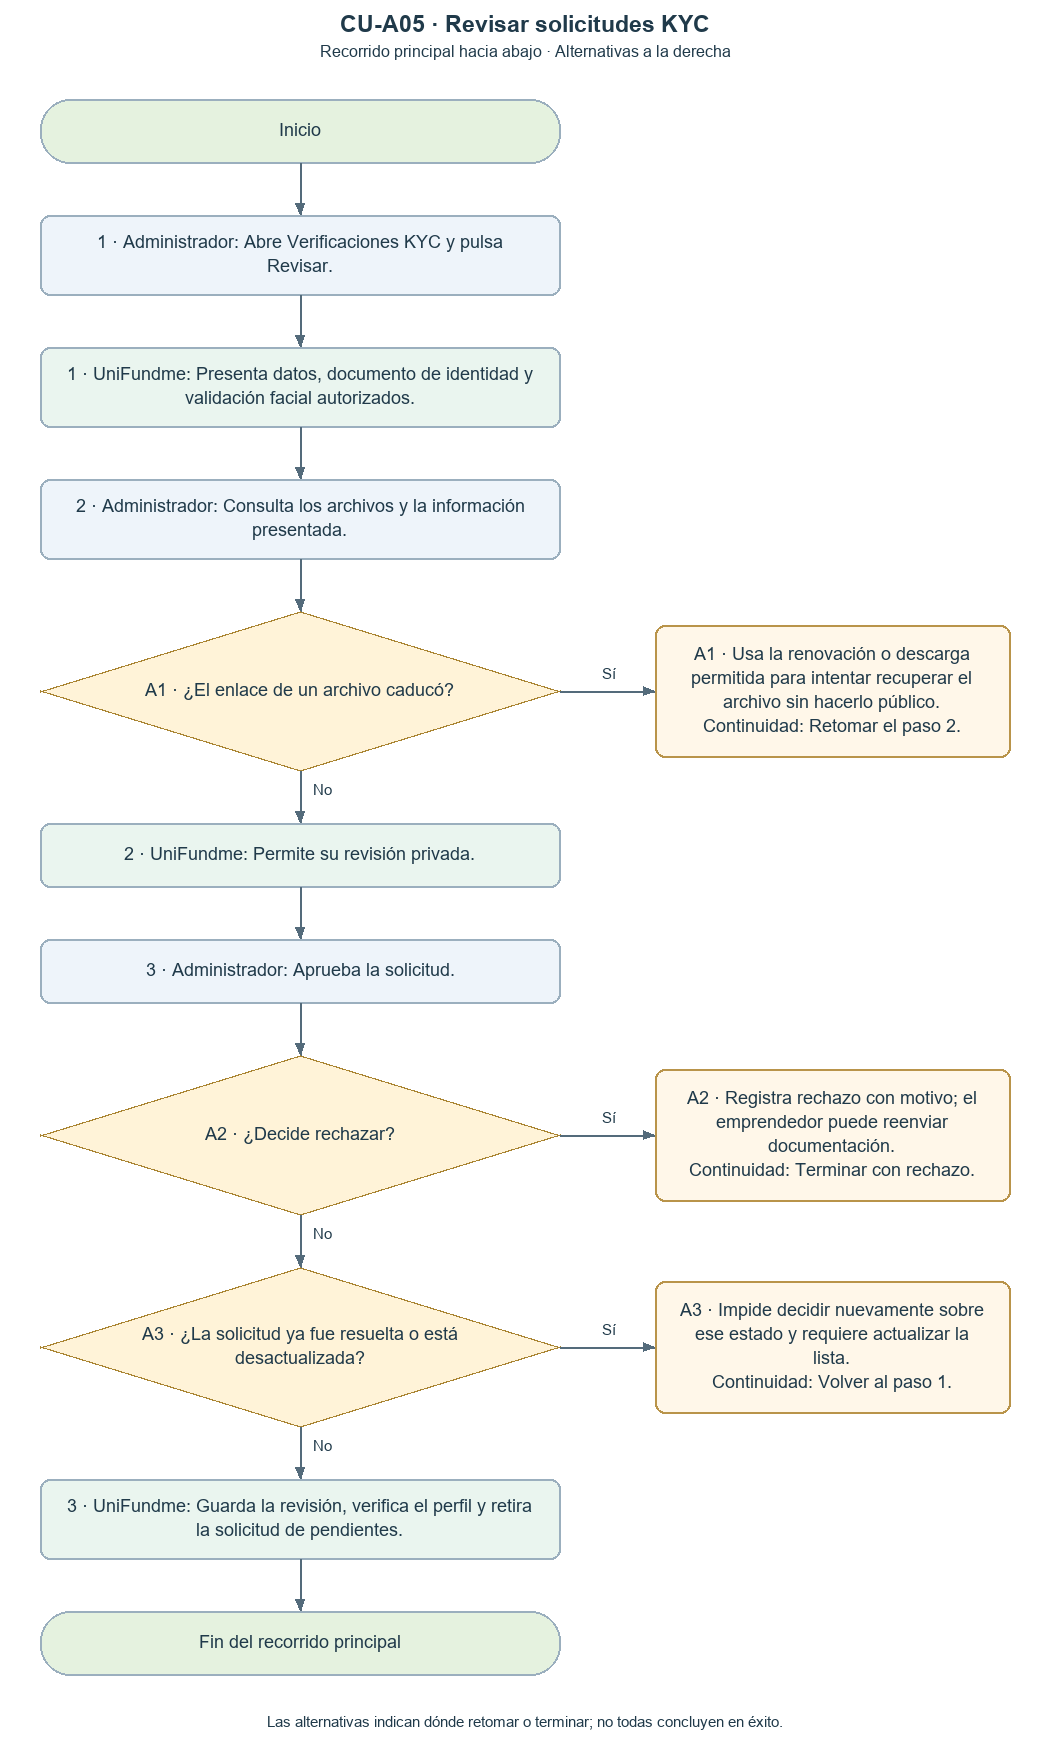 CU-A05 · Revisar solicitudes KYC
Recorrido principal hacia abajo · Alternativas a la derecha
Inicio
1 · Administrador: Abre Verificaciones KYC y pulsa
Revisar.
1 · UniFundme: Presenta datos, documento de identidad y
validación facial autorizados.
2 · Administrador: Consulta los archivos y la información
presentada.
A1 · ¿El enlace de un archivo caducó?
Sí
A1 · Usa la renovación o descarga
permitida para intentar recuperar el
archivo sin hacerlo público.
Continuidad: Retomar el paso 2.
No
2 · UniFundme: Permite su revisión privada.
3 · Administrador: Aprueba la solicitud.
A2 · ¿Decide rechazar?
Sí
A2 · Registra rechazo con motivo; el
emprendedor puede reenviar
documentación.
Continuidad: Terminar con rechazo.
No
A3 · ¿La solicitud ya fue resuelta o está
desactualizada?
Sí
A3 · Impide decidir nuevamente sobre
ese estado y requiere actualizar la
lista.
Continuidad: Volver al paso 1.
No
3 · UniFundme: Guarda la revisión, verifica el perfil y retira
la solicitud de pendientes.
Fin del recorrido principal
Las alternativas indican dónde retomar o terminar; no todas concluyen en éxito.